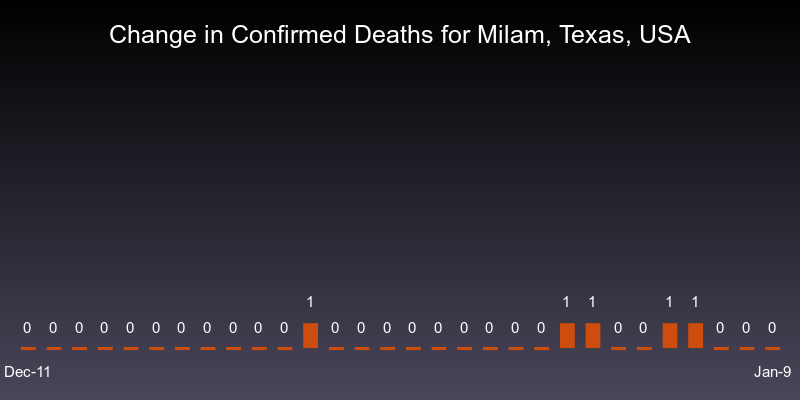 Change in Confirmed Deaths for Milam, Texas, USA
1 1 1 1 1
0 0 0 0 0 0 0 0 0 0 0 0 0 0 0 0 0 0 0 0 0 0 0 0 0
Dec-11 Jan-9